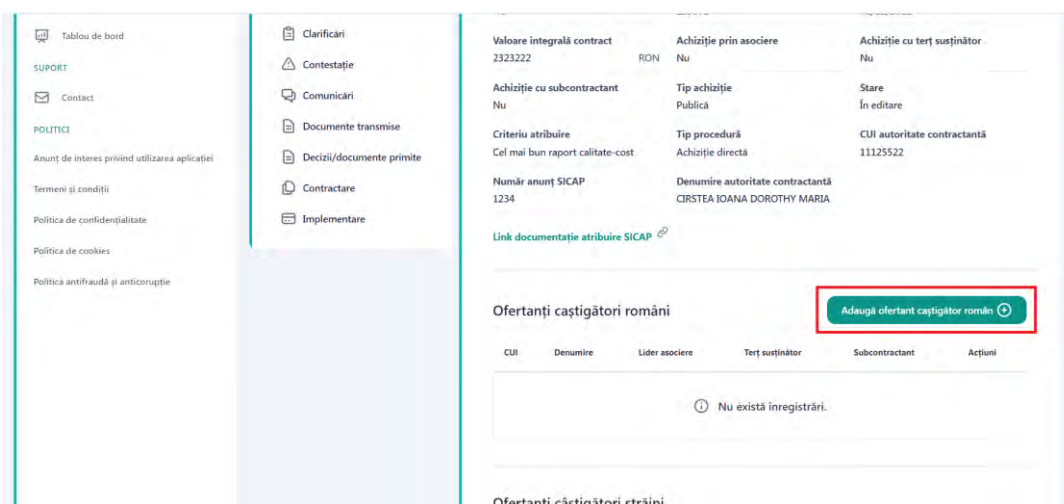 Tablou de bord
SUPORT
Contact
POLITICI
Anunț de interes privind utilizarea aplicației
Termeni și condiții
Politica de confidențialitate
Politica de cookies
Politica antifraudă și anticorupție
Clarificări
Contestație
Comunicări
Documente transmise
Decizii/documente primite
Contractare
Implementare
Valoare integrală contract Achiziție prin asociere Achiziție cu terț susținător
2323222 RON Nu Nu
Achiziție cu subcontractant Tip achiziție Stare
Nu Publică În editare
Criteriu atribuire Tip procedură CUI autoritate contractantă
Cel mai bun raport calitate-cost Achiziție directă 11125522
Număr anunț SICAP Denumire autoritate contractantă
1234 CIRSTEA IOANA DOROTHY MARIA
Link documentație atribuire SICAP
Ofertanți caștigători români Adaugă ofertant caștigător român
CUI Denumire Lider asociere Terț susținător Subcontractant Acțiuni
Nu există înregistrări.
Ofertanți câștigători străini